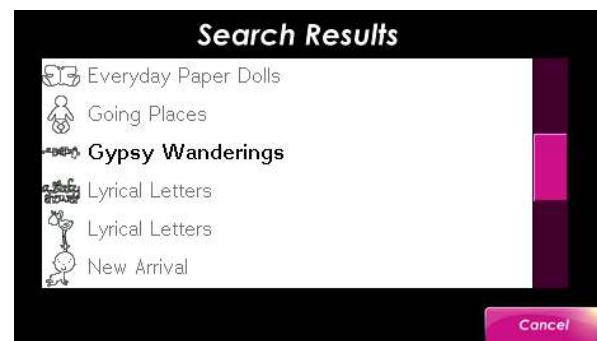 Search Results
Everyday Paper Dolls
Going Places
Gypsy Wanderings
Lyrical Letters
Lyrical Letters
New Arrival
Cancel